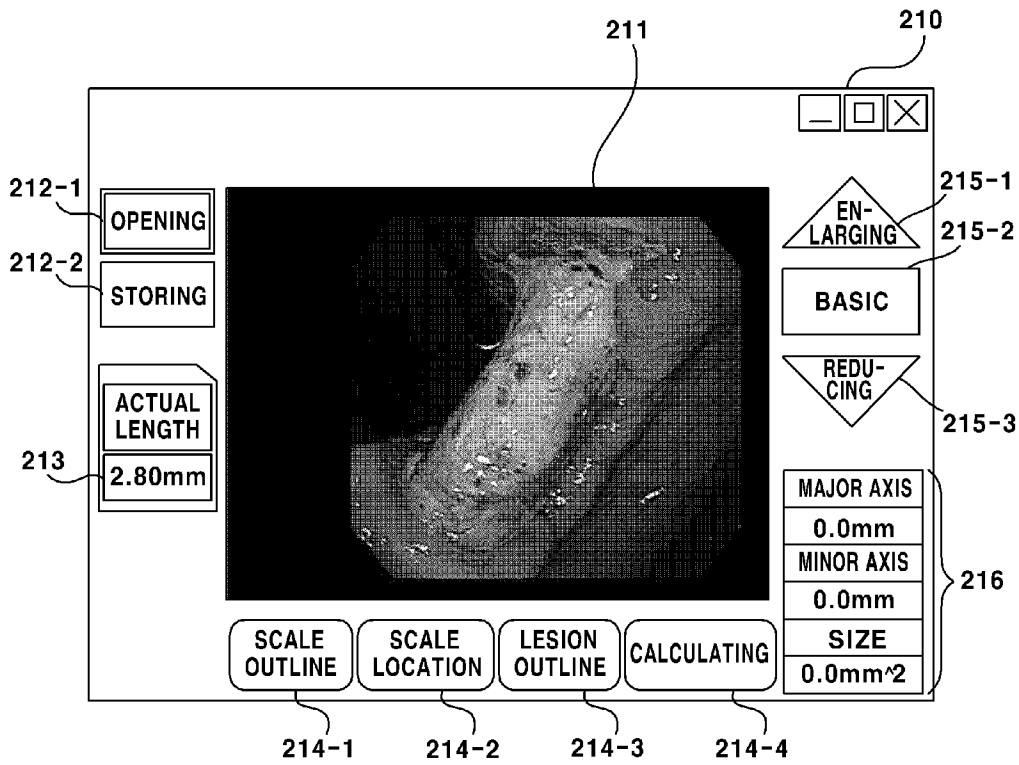 210
211
212-1
OPENING
212-2
STORING
ACTUAL
LENGTH
213
2.80mm
EN-
LARGING
215-1
215-2
BASIC
REDU-
CING
215-3
MAJOR AXIS
0.0mm
MINOR AXIS
0.0mm
SIZE
0.0mm^2
216
SCALE
OUTLINE
SCALE
LOCATION
LESION
OUTLINE
CALCULATING
214-1
214-2
214-3
214-4